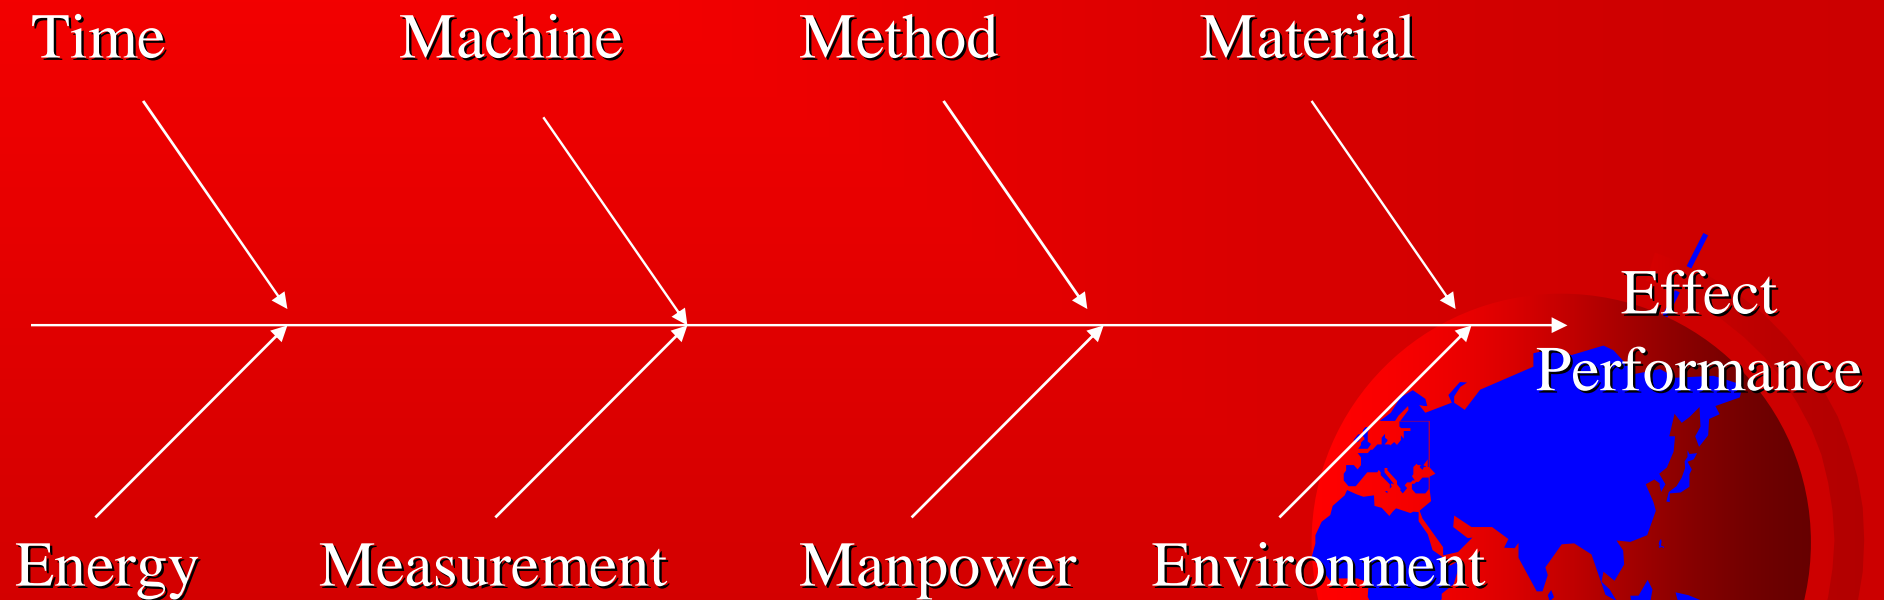 Time Machine Method Material
Effect
Performance
Energy Measurement Manpower Environment